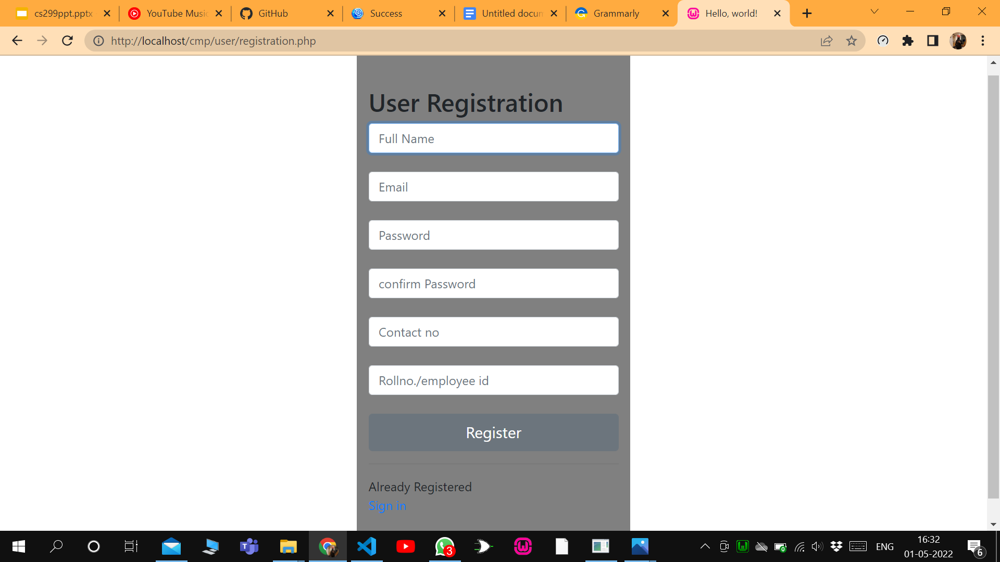 cs299ppt.pptx
YouTube Music
GitHub
Success
Untitled docum
Grammarly
Hello, world!
http://localhost/cmp/user/registration.php
User Registration
Full Name
Email
Password
confirm Password
Contact no
Rollno./employee id
Register
Already Registered
Sign in
3
ENG
16:32
01-05-2022
6